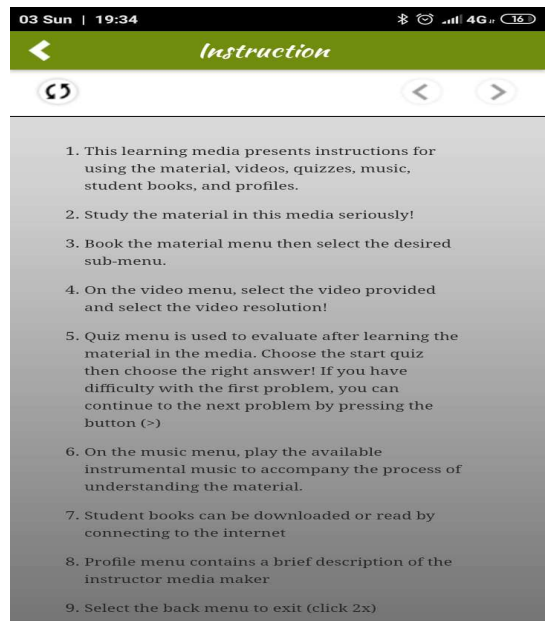 03 Sun | 19:34 4G 16
Instruction
1. This learning media presents instructions for
using the material, videos, quizzes, music,
student books, and profiles.
2. Study the material in this media seriously!
3. Book the material menu then select the desired
sub-menu.
4. On the video menu, select the video provided
and select the video resolution!
5. Quiz menu is used to evaluate after learning the
material in the media. Choose the start quiz
then choose the right answer! If you have
difficulty with the first problem, you can
continue to the next problem by pressing the
button (>)
6. On the music menu, play the available
instrumental music to accompany the process of
understanding the material.
7. Student books can be downloaded or read by
connecting to the internet
8. Profile menu contains a brief description of the
instructor media maker
9. Select the back menu to exit (click 2x)